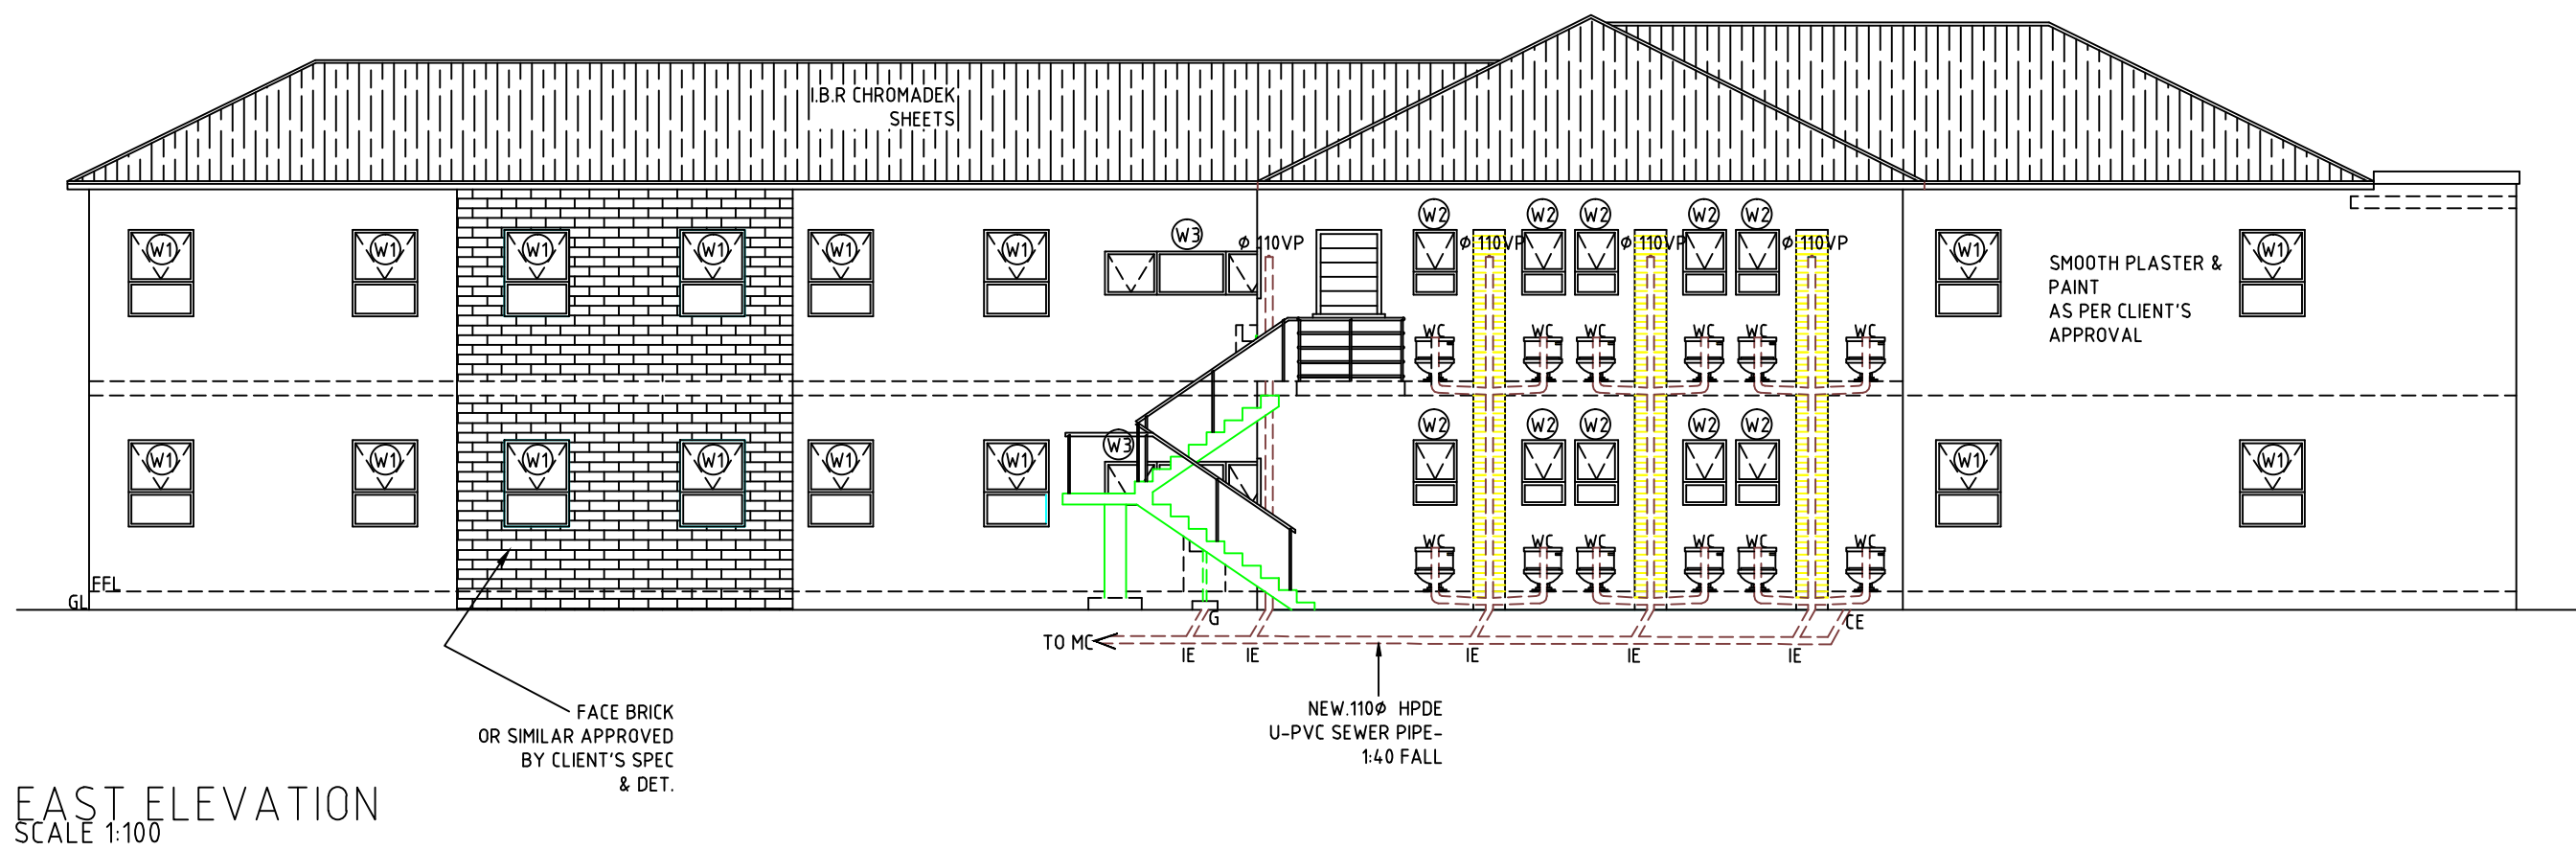 I.B.R CHROMADEK
SHEETS
W3
Ø 110VP
W2
Ø 110VP
W2
W2
Ø 110VP
W2
W2
Ø 110VP
W1
W1
W1
W1
W1
W1
W1
W1
SMOOTH PLASTER &
PAINT
AS PER CLIENT'S
APPROVAL
WC
WC
WC
WC
WC
WC
W3
W2
W2
W2
W2
W2
W1
W1
W1
W1
W1
W1
W1
W1
WC
WC
WC
WC
WC
WC
FFL
GL
G
CE
TO MC
IE
IE
IE
IE
IE
FACE BRICK
OR SIMILAR APPROVED
BY CLIENT'S SPEC
& DET.
NEW.110Ø HPDE
U-PVC SEWER PIPE-
1:40 FALL
EAST ELEVATION
SCALE 1:100